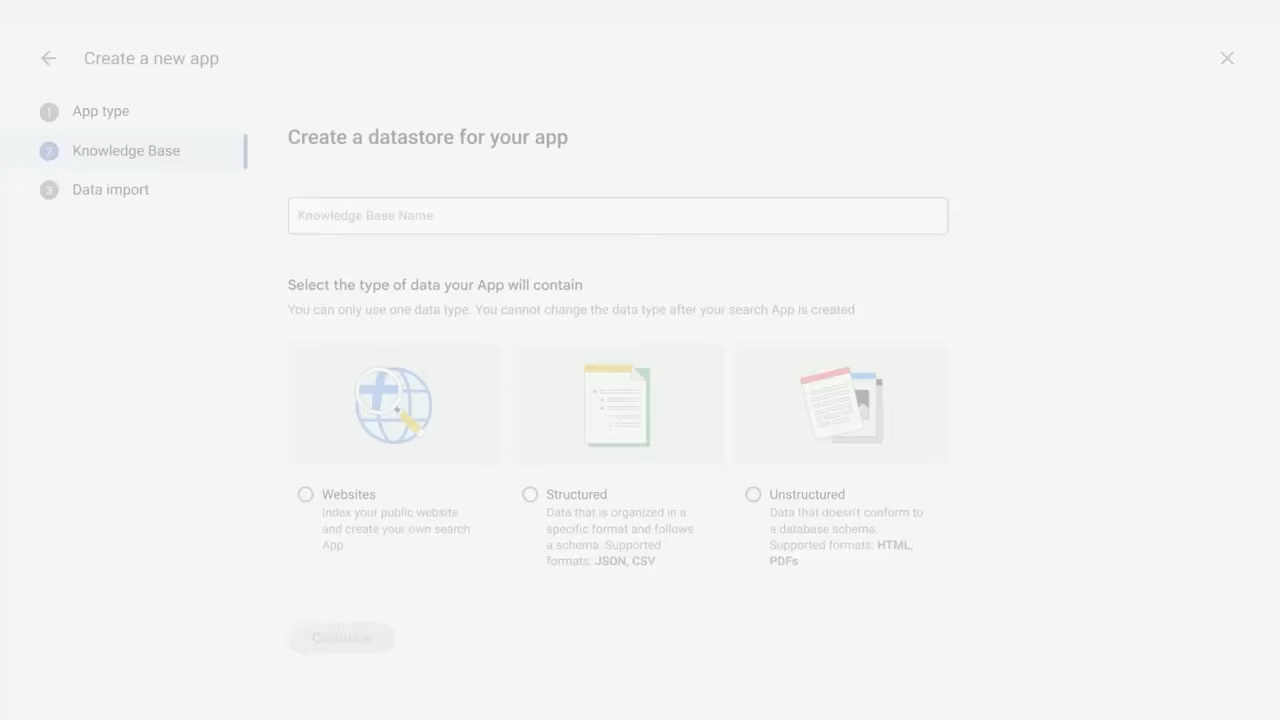 Create a new app
1 App type
2 Knowledge Base
3 Data import
Create a datastore for your app
Knowledge Base Name
Select the type of data your App will contain
You can only use one data type. You cannot change the data type after your search App is created
Websites
Index your public website
and create your own search
App
Structured
Data that is organized in a
specific format and follows
a schema. Supported
formats: JSON, CSV
Unstructured
Data that doesn't conform to
a database schema.
Supported formats: HTML,
PDFs
Continue